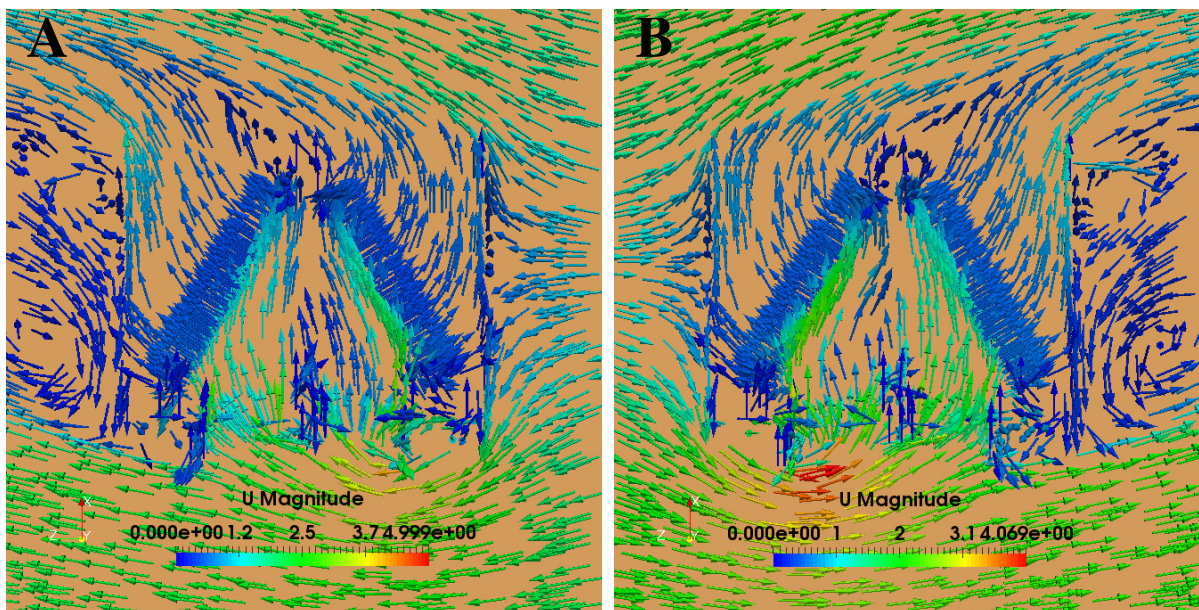 A
B
U Magnitude
0.000e+00 1.2 2.5 3.7 4.999e+00
U Magnitude
0.000e+00 1 2 3.1 4.069e+00
X
Z Y
X
Z Y